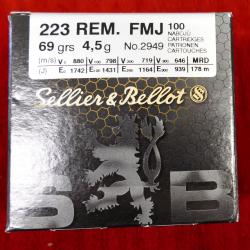 223 REM. FMJ 100
NÁBOJŮ
CARTRIDGES
PATRONEN
CARTOUCHES
69 grs 4,5 g No.2949
(m/s) V0 880 V100 798 V200 719 V300 646 MRD
(J) E0 1742 E100 1431 E200 1164 E300 939 178 m
Sellier & Bellot
S B